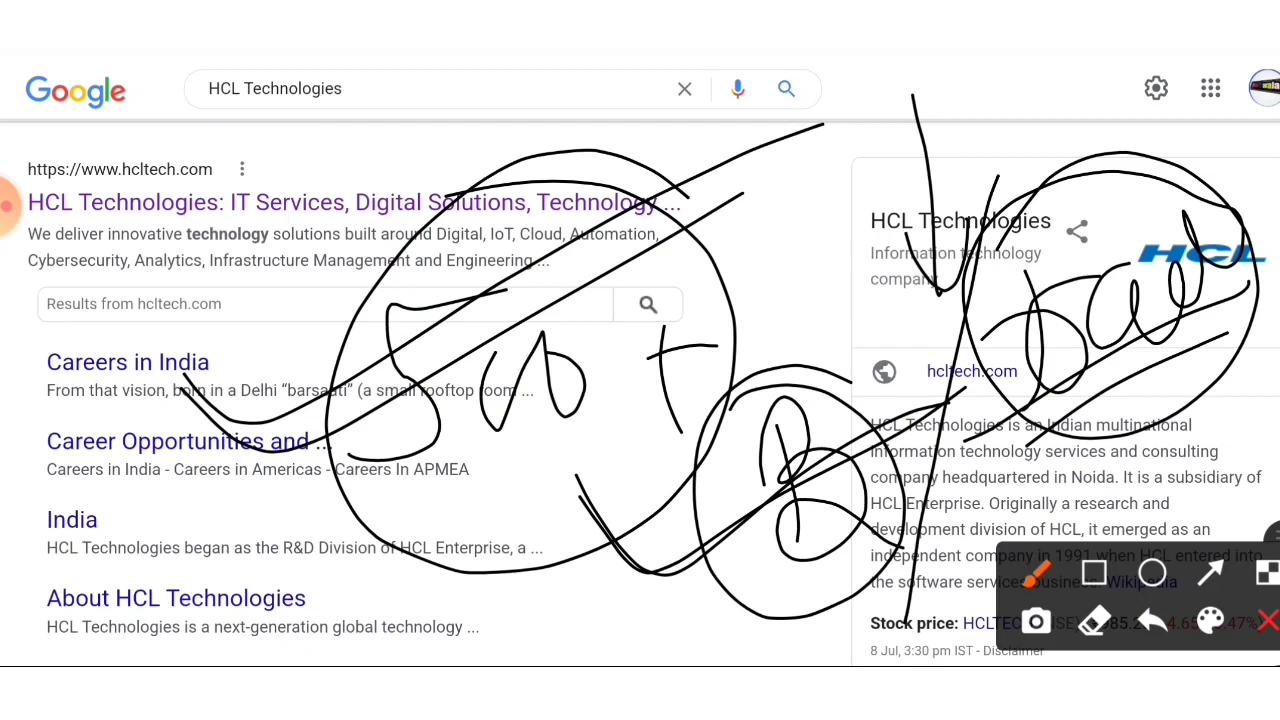 Google
HCL Technologies
https://www.hcltech.com
HCL Technologies: IT Services, Digital Solutions, Technology ...
We deliver innovative technology solutions built around Digital, IoT, Cloud, Automation,
Cybersecurity, Analytics, Infrastructure Management and Engineering ...
Results from hcltech.com
Careers in India
From that vision, born in a Delhi “barsaati” (a small rooftop room ...
Career Opportunities and ...
Careers in India - Careers in Americas - Careers In APMEA
India
HCL Technologies began as the R&D Division of HCL Enterprise, a ...
About HCL Technologies
HCL Technologies is a next-generation global technology ...
HCL Technologies
Information technology
company
HCL
hcltech.com
HCL Technologies is an Indian multinational
information technology services and consulting
company headquartered in Noida. It is a subsidiary of
HCL Enterprise. Originally a research and
development division of HCL, it emerged as an
independent company in 1991 when HCL entered into
the software services business. Wikipedia
Stock price: HCLTECH
8 Jul, 3:30 pm IST - Disclaimer